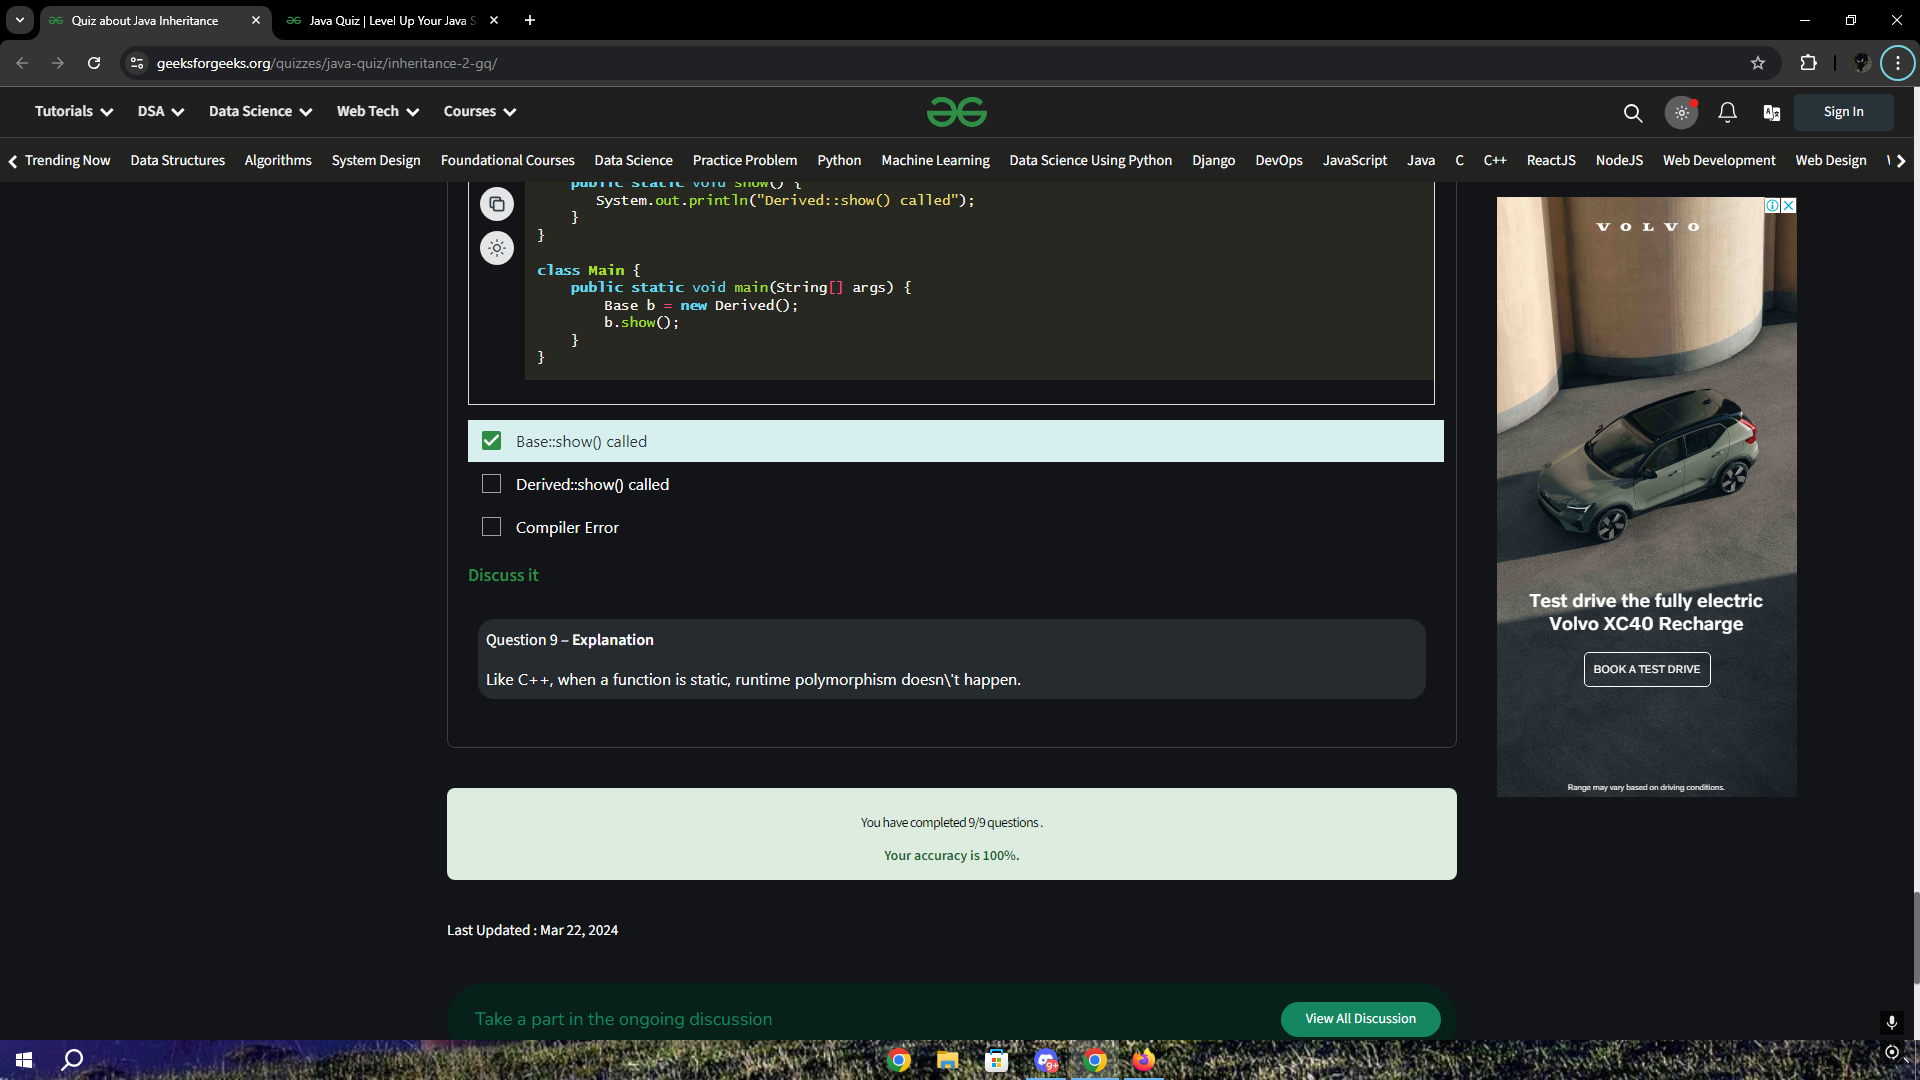 Quiz about Java Inheritance
Java Quiz | Level Up Your Java S
geeksforgeeks.org/quizzes/java-quiz/inheritance-2-gq/
Tutorials DSA Data Science Web Tech Courses
Sign In
Trending Now Data Structures Algorithms System Design Foundational Courses Data Science Practice Problem Python Machine Learning Data Science Using Python Django DevOps JavaScript Java C C++ ReactJS NodeJS Web Development Web Design
public static void show() {
System.out.println("Derived::show() called");
}
}
class Main {
public static void main(String[] args) {
Base b = new Derived();
b.show();
}
}
Base::show() called
Derived::show() called
Compiler Error
Discuss it
Question 9 – Explanation
Like C++, when a function is static, runtime polymorphism doesn\'t happen.
You have completed 9/9 questions .
Your accuracy is 100%.
Last Updated : Mar 22, 2024
Take a part in the ongoing discussion
View All Discussion
VOLVO
Test drive the fully electric
Volvo XC40 Recharge
BOOK A TEST DRIVE
Range may vary based on driving conditions.
9+